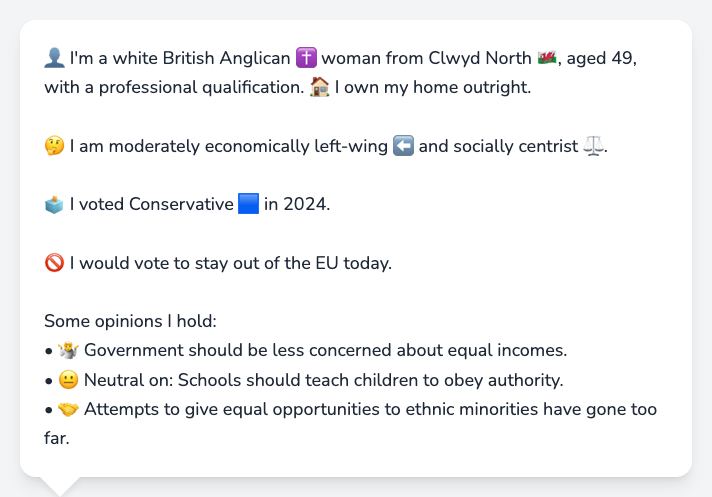 👤 I'm a white British Anglican ✝️ woman from Clwyd North 🏴󠁧󠁢󠁷󠁬󠁳󠁿, aged 49,
with a professional qualification. 🏠 I own my home outright.
🤔 I am moderately economically left-wing ⬅️ and socially centrist ⚖️.
🗳️ I voted Conservative 🟦 in 2024.
🚫 I would vote to stay out of the EU today.
Some opinions I hold:
• 🤷 Government should be less concerned about equal incomes.
• 😐 Neutral on: Schools should teach children to obey authority.
• 🤝 Attempts to give equal opportunities to ethnic minorities have gone too
far.